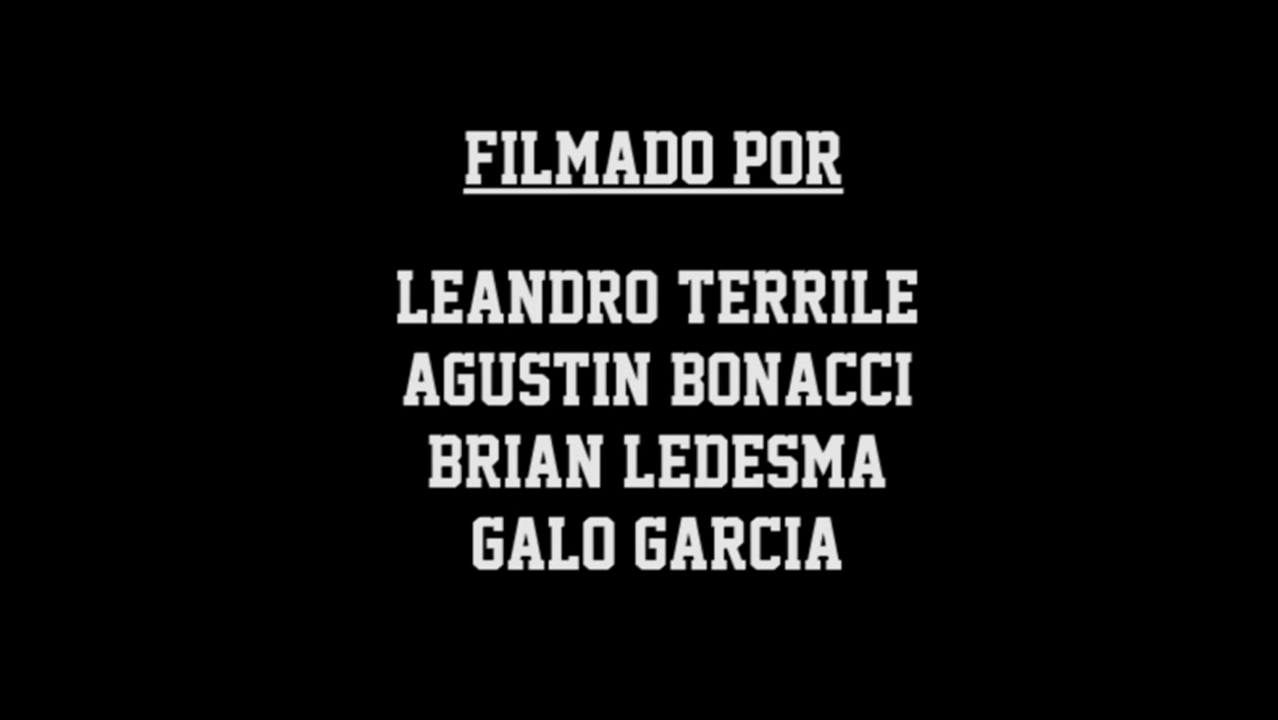 FILMADO POR
LEANDRO TERRILE
AGUSTIN BONACCI
BRIAN LEDESMA
GALO GARCIA